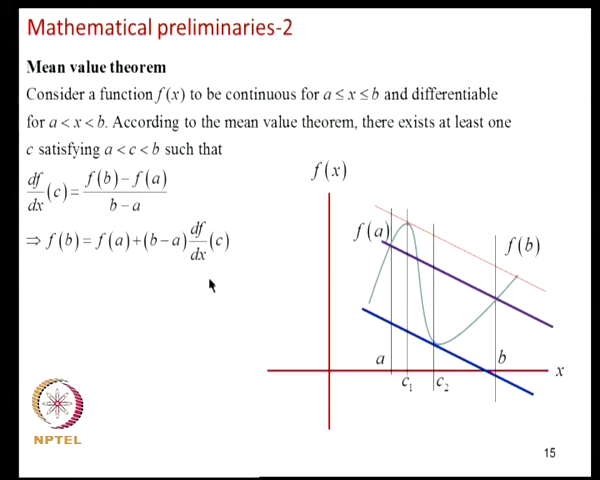 Mathematical preliminaries-2
Mean value theorem
Consider a function f(x) to be continuous for a ≤ x ≤ b and differentiable
for a < x < b. According to the mean value theorem, there exists at least one
c satisfying a < c < b such that
df/dx (c) = f(b) − f(a) / b − a
⇒ f(b) = f(a) + (b − a) df/dx (c)
f(x)
f(a)
f(b)
a
b
x
c₁
c₂
NPTEL
15